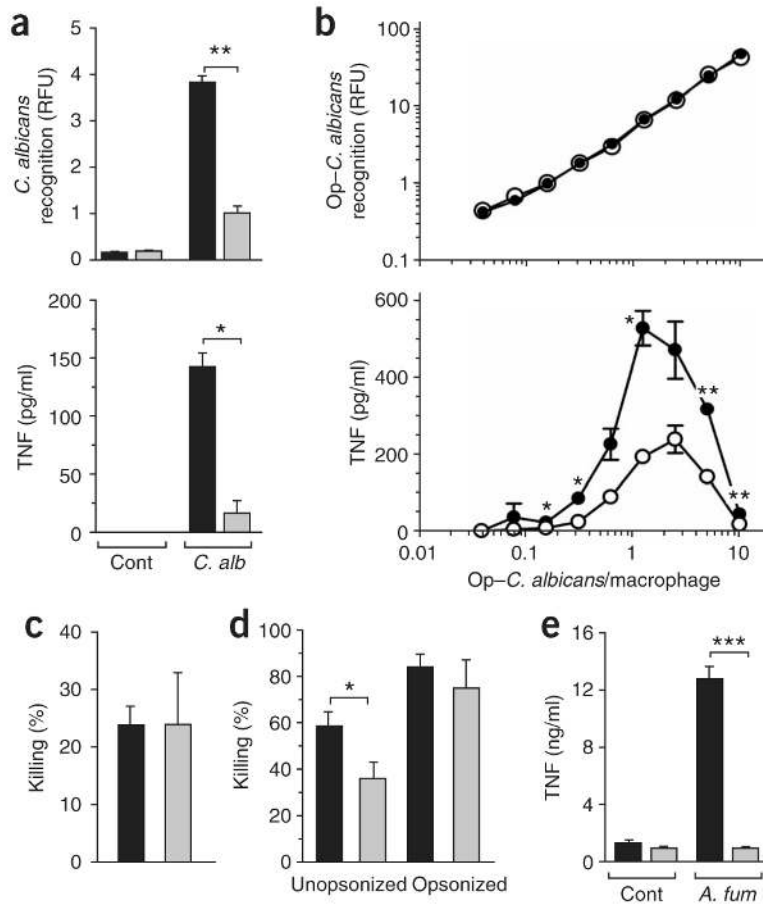 a
C. albicans
recognition (RFU)
5
4
3
2
1
0
**
TNF (pg/ml)
200
150
100
50
0
*
Cont
C. alb
b
Op–C. albicans
recognition (RFU)
100
10
1
0.1
TNF (pg/ml)
600
400
200
0
*
*
*
**
**
0.01
0.1
1
10
Op–C. albicans/macrophage
c
Killing (%)
40
30
20
10
0
d
Killing (%)
100
80
60
40
20
0
*
Unopsonized
Opsonized
e
TNF (ng/ml)
16
12
8
4
0
***
Cont
A. fum